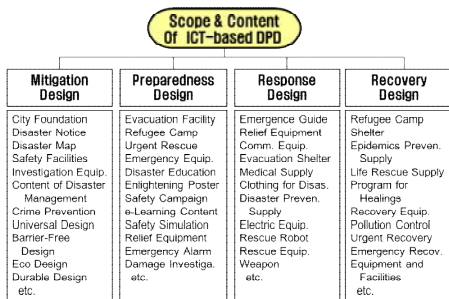 Scope & Content
Of ICT-based DPD
Mitigation
Design
City Foundation
Disaster Notice
Disaster Map
Safety Facilities
Investigation Equip.
Content of Disaster
Management
Crime Prevention
Universal Design
Barrier-Free
Design
Eco Design
Durable Design
etc.
Preparedness
Design
Evacuation Facility
Refugee Camp
Urgent Rescue
Emergency Equip.
Disaster Education
Enlightening Poster
Safety Campaign
e-Learning Content
Safety Simulation
Relief Equipment
Emergency Alarm
Damage Investiga.
etc.
Response
Design
Emergence Guide
Relief Equipment
Comm. Equip.
Evacuation Shelter
Medical Supply
Clothing for Disas.
Disaster Preven.
Supply
Electric Equip.
Rescue Robot
Rescue Equip.
Weapon
etc.
Recovery
Design
Refugee Camp
Shelter
Epidemics Preven.
Supply
Life Rescue Supply
Program for
Healings
Recovery Equip.
Pollution Control
Urgent Recovery
Emergency Recov.
Equipment and
Facilities
etc.